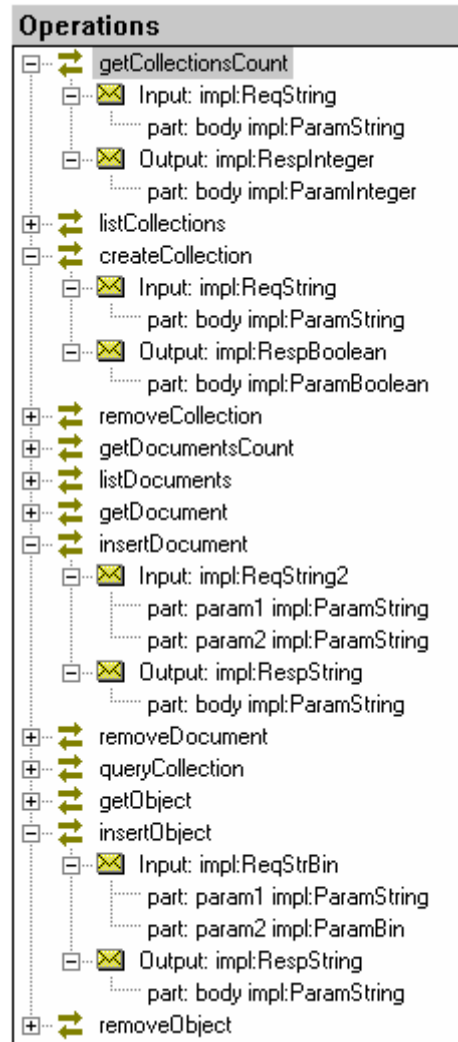 Operations
getCollectionsCount
Input: impl:ReqString
part: body impl:ParamString
Output: impl:RespInteger
part: body impl:ParamInteger
listCollections
createCollection
Input: impl:ReqString
part: body impl:ParamString
Output: impl:RespBoolean
part: body impl:ParamBoolean
removeCollection
getDocumentsCount
listDocuments
getDocument
insertDocument
Input: impl:ReqString2
part: param1 impl:ParamString
part: param2 impl:ParamString
Output: impl:RespString
part: body impl:ParamString
removeDocument
queryCollection
getObject
insertObject
Input: impl:ReqStrBin
part: param1 impl:ParamString
part: param2 impl:ParamBin
Output: impl:RespString
part: body impl:ParamString
removeObject